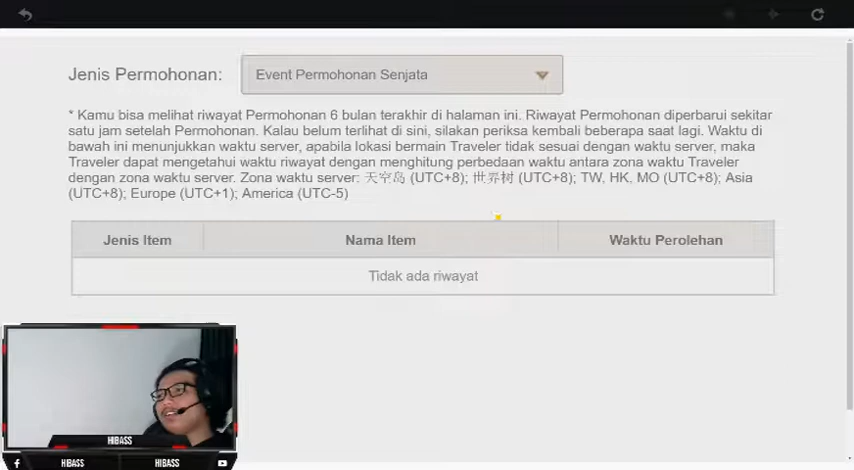 Jenis Permohonan:
Event Permohonan Senjata
* Kamu bisa melihat riwayat Permohonan 6 bulan terakhir di halaman ini. Riwayat Permohonan diperbarui sekitar
satu jam setelah Permohonan. Kalau belum terlihat di sini, silakan periksa kembali beberapa saat lagi. Waktu di
bawah ini menunjukkan waktu server, apabila lokasi bermain Traveler tidak sesuai dengan waktu server, maka
Traveler dapat mengetahui waktu riwayat dengan menghitung perbedaan waktu antara zona waktu Traveler
dengan zona waktu server. Zona waktu server: 天空岛 (UTC+8); 世界树 (UTC+8); TW, HK, MO (UTC+8); Asia
(UTC+8); Europe (UTC+1); America (UTC-5)
Jenis Item Nama Item Waktu Perolehan
Tidak ada riwayat
HIBASS
HIBASS HIBASS